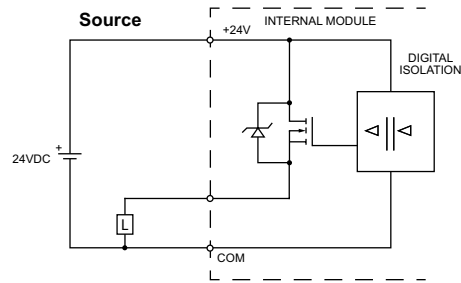 Source
INTERNAL MODULE
+24V
DIGITAL
ISOLATION
+
24VDC
L
COM